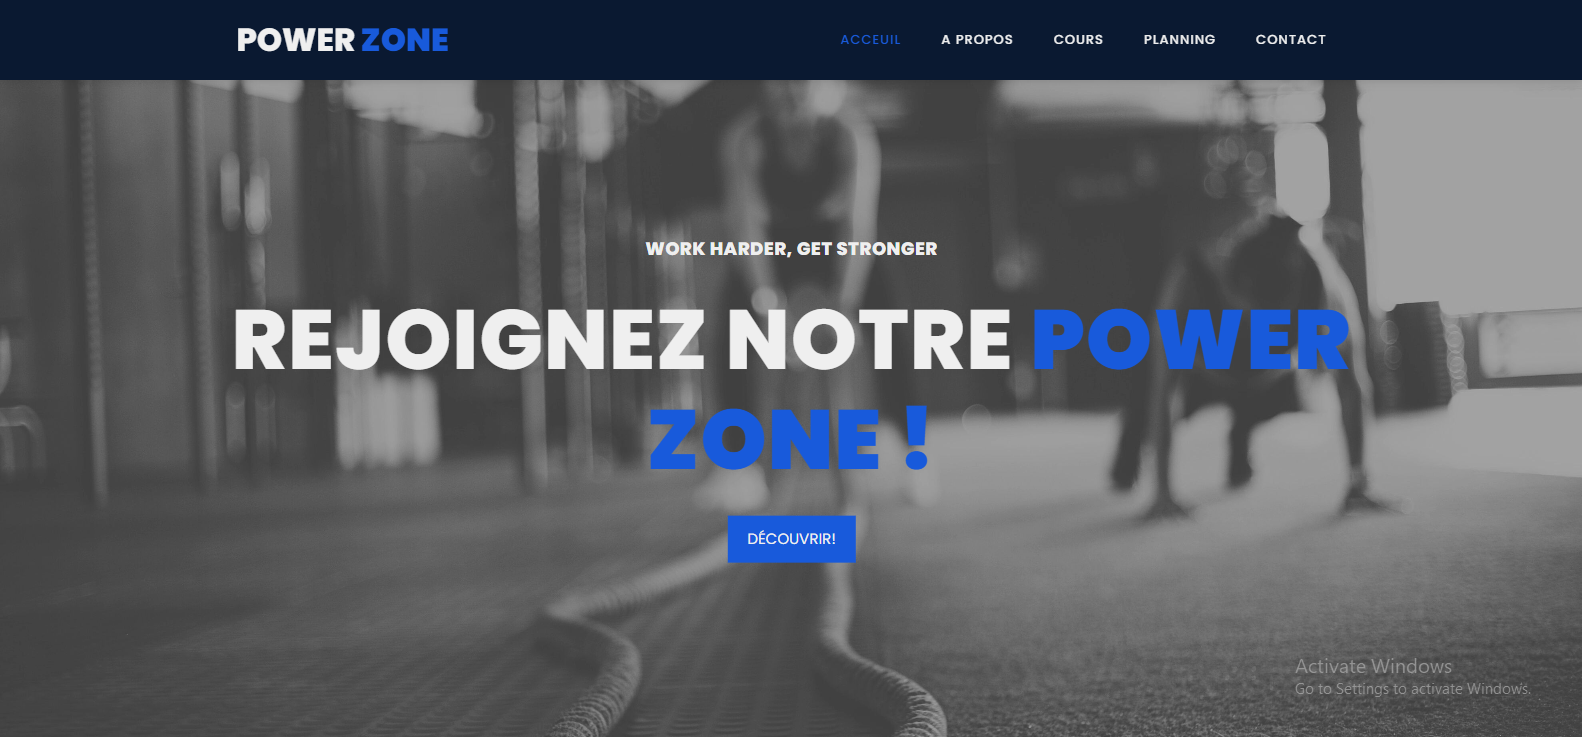 POWER ZONE
ACCEUIL A PROPOS COURS PLANNING CONTACT
WORK HARDER, GET STRONGER
REJOIGNEZ NOTRE POWER
ZONE !
DÉCOUVRIR!
Activate Windows
Go to Settings to activate Windows.